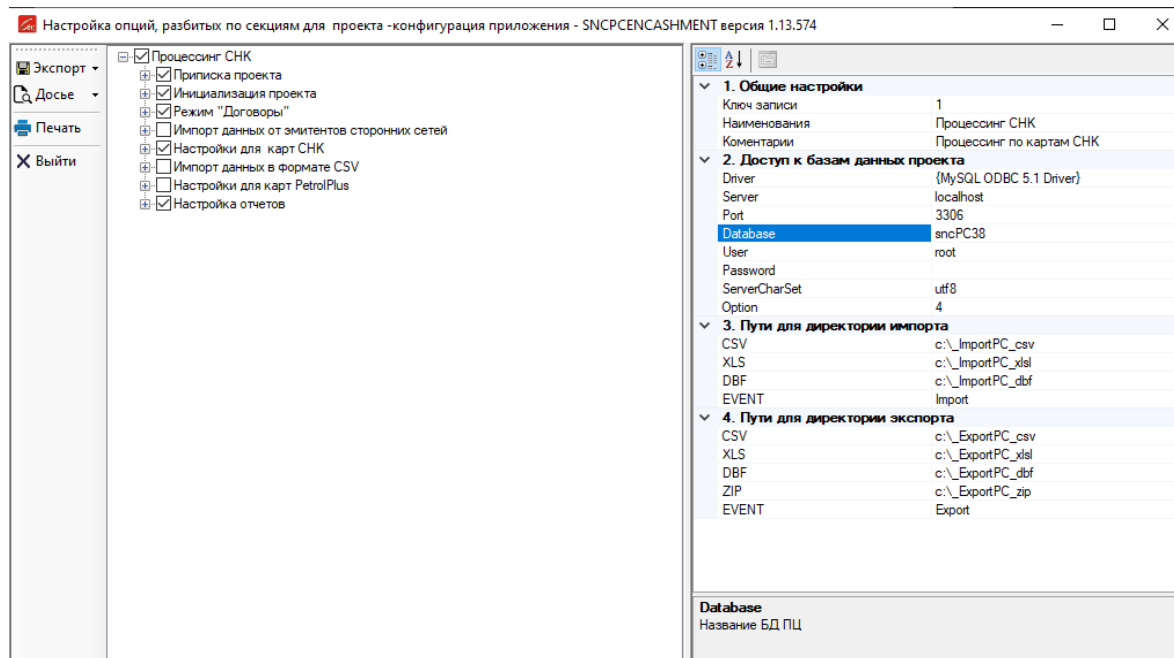 Настройка опций, разбитых по секциям для проекта -конфигурация приложения - SNCPCENCASHMENT версия 1.13.574
Экспорт
Досье
Печать
Выйти
Процессинг СНК
Приписка проекта
Инициализация проекта
Режим "Договоры"
Импорт данных от эмитентов сторонних сетей
Настройки для карт СНК
Импорт данных в формате CSV
Настройки для карт PetrolPlus
Настройка отчетов
1. Общие настройки
Ключ записи 1
Наименования Процессинг СНК
Коментарии Процессинг по картам СНК
2. Доступ к базам данных проекта
Driver {MySQL ODBC 5.1 Driver}
Server localhost
Port 3306
Database sncPC38
User root
Password
ServerCharSet utf8
Option 4
3. Пути для директории импорта
CSV c:\_ImportPC_csv
XLS c:\_ImportPC_xlsl
DBF c:\_ImportPC_dbf
EVENT Import
4. Пути для директории экспорта
CSV c:\_ExportPC_csv
XLS c:\_ExportPC_xlsl
DBF c:\_ExportPC_dbf
ZIP c:\_ExportPC_zip
EVENT Export
Database
Название БД ПЦ